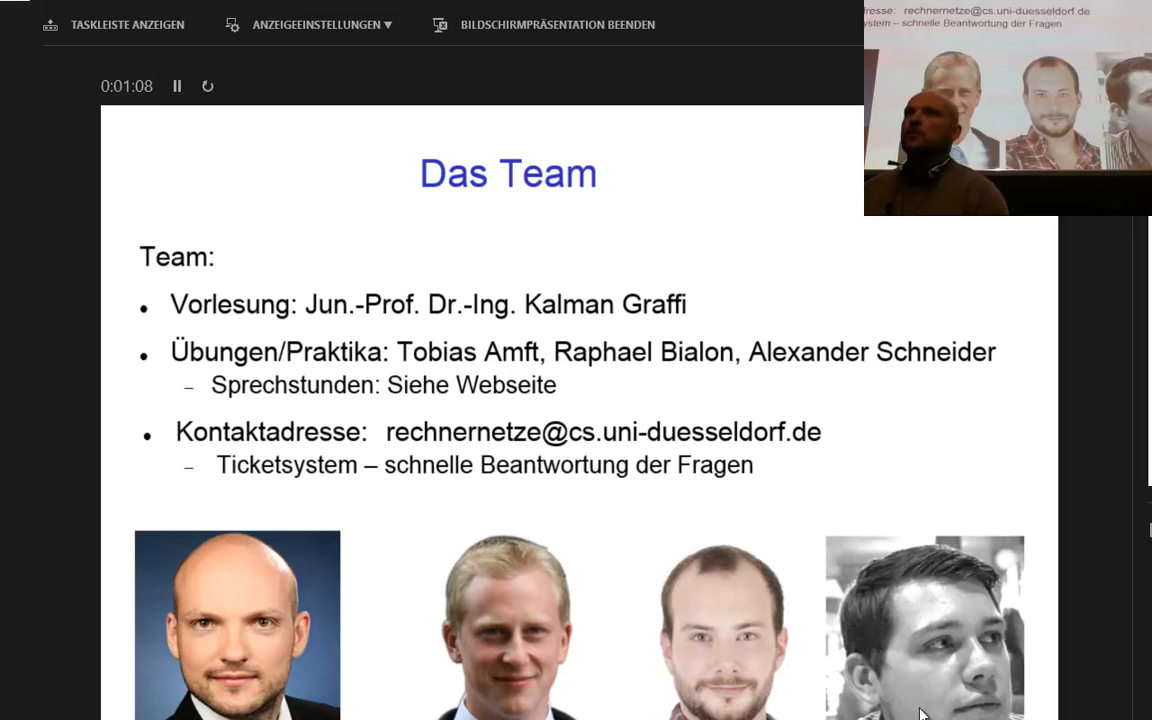 TASKLEISTE ANZEIGEN
ANZEIGEEINSTELLUNGEN ▼
BILDSCHIRMPRÄSENTATION BEENDEN
resse: rechnernetze@cs.uni-duesseldorf.de
ystem – schnelle Beantwortung der Fragen
0:01:08
Das Team
Team:
• Vorlesung: Jun.-Prof. Dr.-Ing. Kalman Graffi
• Übungen/Praktika: Tobias Amft, Raphael Bialon, Alexander Schneider
– Sprechstunden: Siehe Webseite
• Kontaktadresse: rechnernetze@cs.uni-duesseldorf.de
– Ticketsystem – schnelle Beantwortung der Fragen